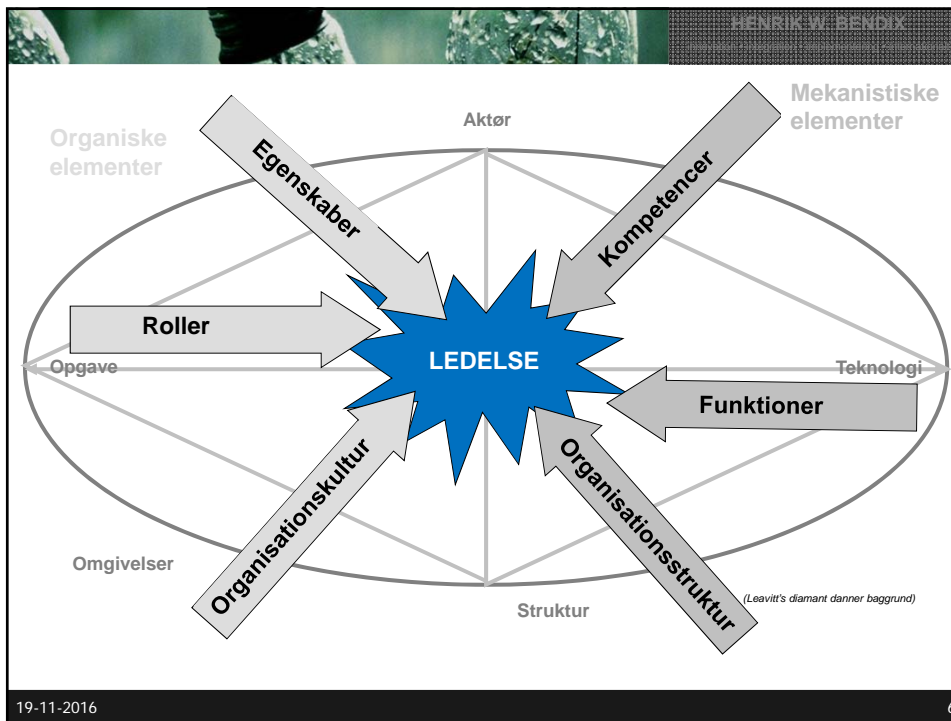 HENRIK W. BENDIX
Organiske
elementer
Aktør
Mekanistiske
elementer
Egenskaber
Kompetencer
Roller
LEDELSE
Opgave
Teknologi
Funktioner
Organisationskultur
Organisationsstruktur
Omgivelser
Struktur
(Leavitt's diamant danner baggrund)
19-11-2016